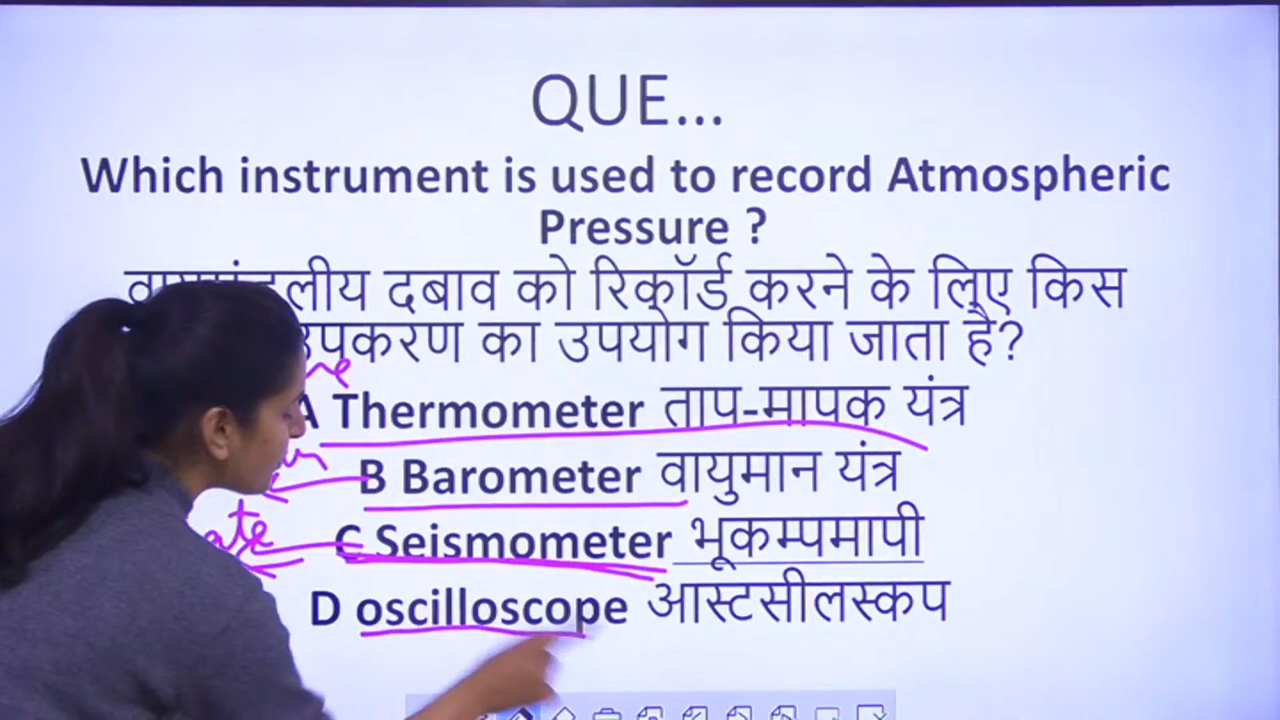 QUE...
Which instrument is used to record Atmospheric
Pressure ?
दबाव को रिकॉर्ड करने के लिए किस
उपकरण का उपयोग किया जाता है?
A Thermometer ताप-मापक यंत्र
B Barometer वायुमान यंत्र
C Seismometer भूकम्पमापी
D oscilloscope आस्टसीलस्कप